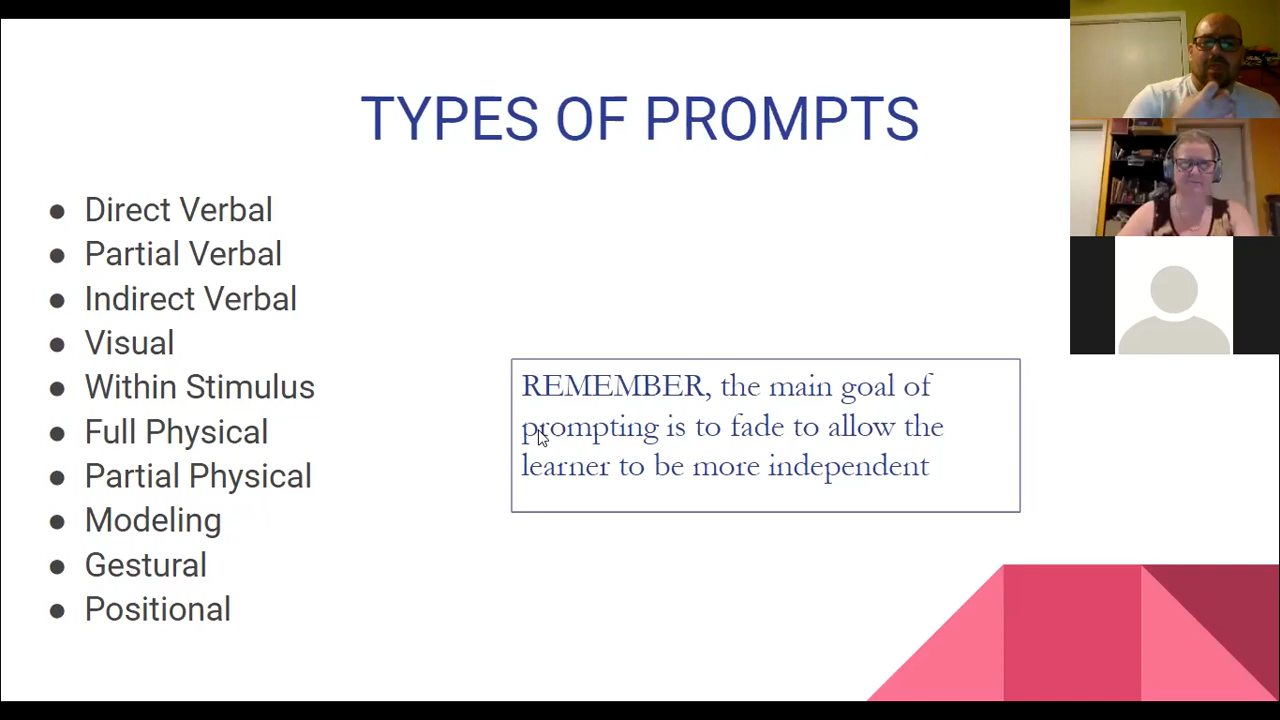 TYPES OF PROMPTS
● Direct Verbal
● Partial Verbal
● Indirect Verbal
● Visual
● Within Stimulus
● Full Physical
● Partial Physical
● Modeling
● Gestural
● Positional
REMEMBER, the main goal of
prompting is to fade to allow the
learner to be more independent